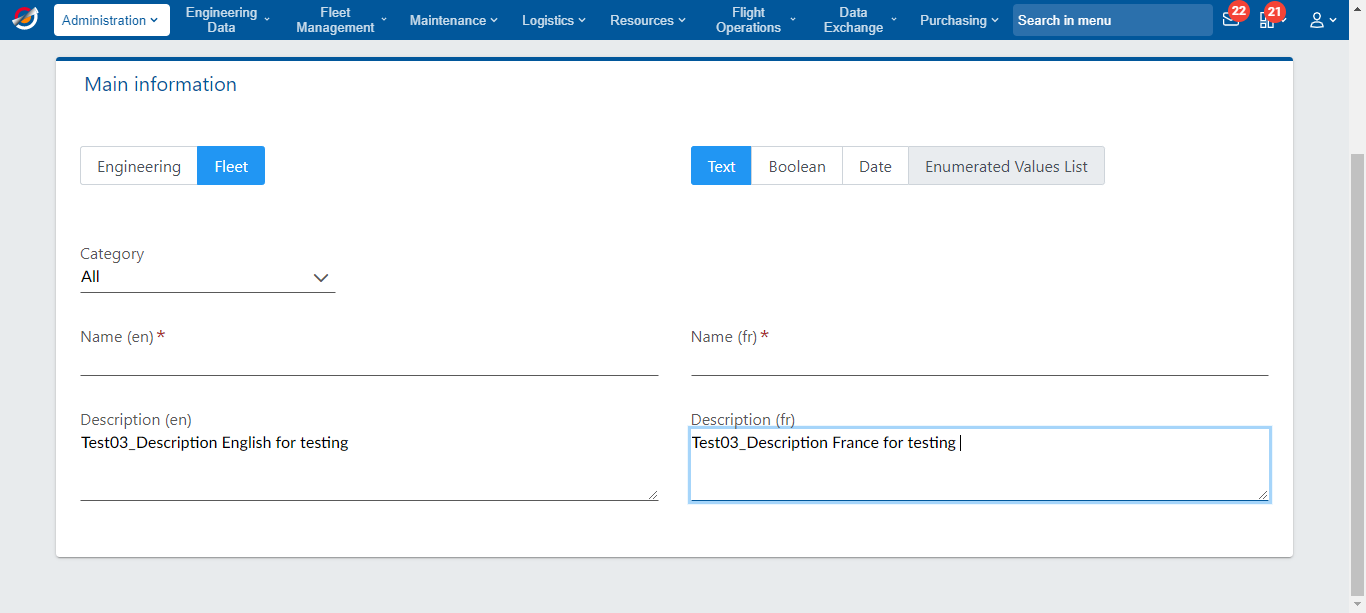 Administration
Engineering Data
Fleet Management
Maintenance
Logistics
Resources
Flight Operations
Data Exchange
Purchasing
Search in menu
22
21
Main information
Engineering
Fleet
Text
Boolean
Date
Enumerated Values List
Category
All
Name (en) *
Name (fr) *
Description (en)
Test03_Description English for testing
Description (fr)
Test03_Description France for testing